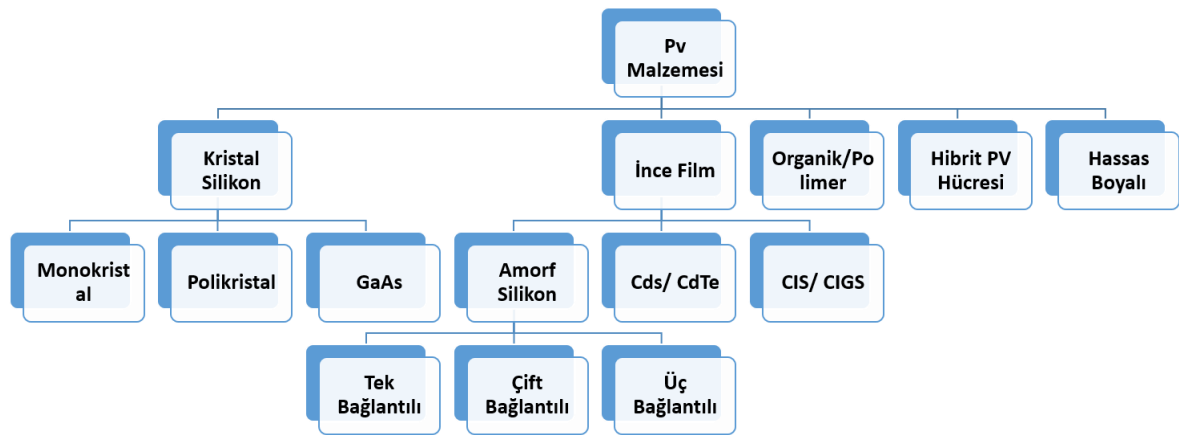 Pv
Malzemesi
Kristal
Silikon
İnce Film
Organik/Po
limer
Hibrit PV
Hücresi
Hassas
Boyalı
Monokrist
al
Polikristal
GaAs
Amorf
Silikon
Cds/ CdTe
CIS/ CIGS
Tek
Bağlantılı
Çift
Bağlantılı
Üç
Bağlantılı